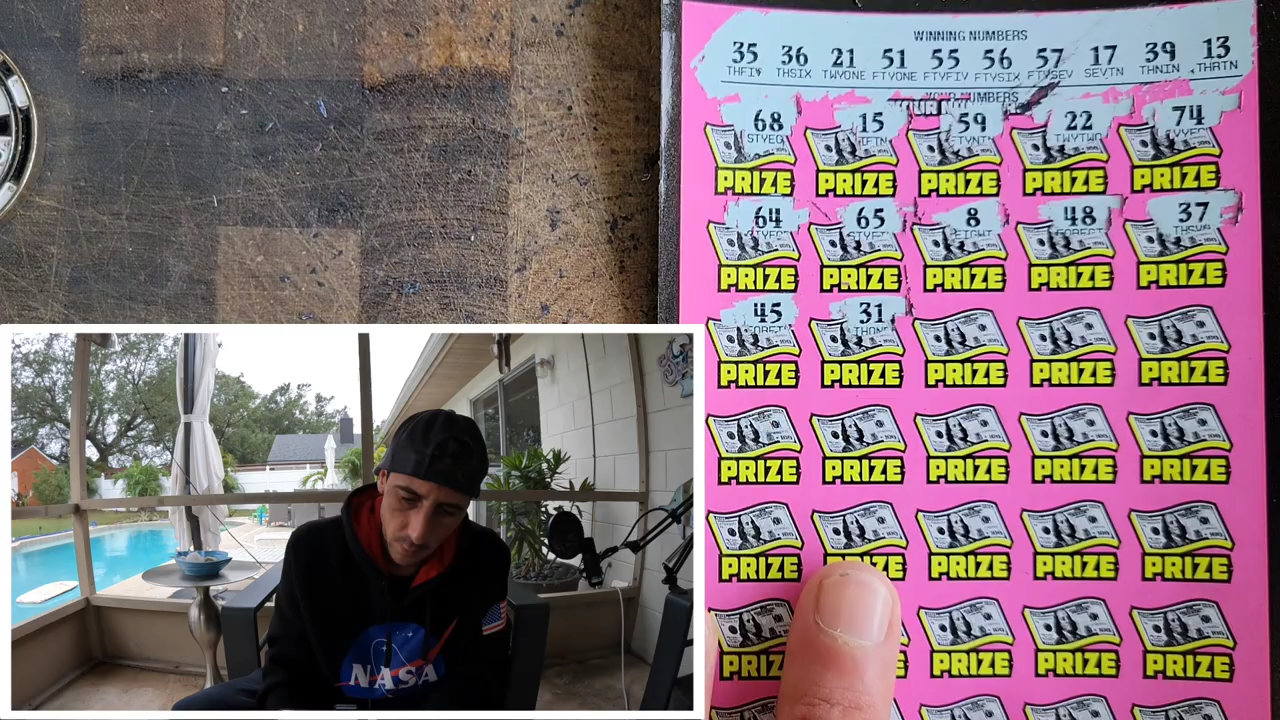 WINNING NUMBERS
35 36 21 51 55 56 57 17 39 13
THFIV THSIX TWYONE FTYONE FTYFIV FTYSIX FTYSEV SEVTN THNIN THRTN
YOUR NUMBERS
68 15 59 22 74
PRIZE PRIZE PRIZE PRIZE PRIZE
64 65 8 48 37
EIGHT
PRIZE PRIZE PRIZE PRIZE PRIZE
45 31
PRIZE PRIZE PRIZE PRIZE PRIZE
PRIZE PRIZE PRIZE PRIZE PRIZE
PRIZE PRIZE PRIZE PRIZE
PRIZE PRIZE PRIZE PRIZE
NASA